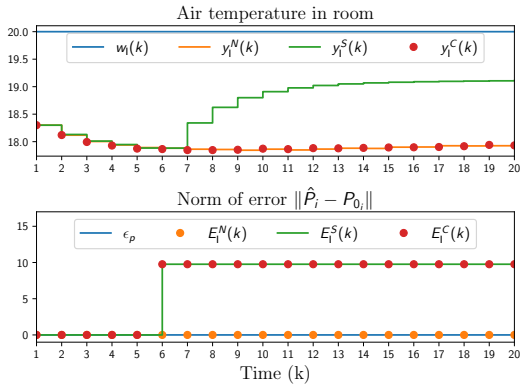 Air temperature in room
w_I(k) y_I^N(k) y_I^S(k) y_I^C(k)
20.0
19.5
19.0
18.5
18.0
1 2 3 4 5 6 7 8 9 10 11 12 13 14 15 16 17 18 19 20
Norm of error ‖P̂_i − P_{0_i}‖
ϵ_p E_I^N(k) E_I^S(k) E_I^C(k)
15
10
5
0
1 2 3 4 5 6 7 8 9 10 11 12 13 14 15 16 17 18 19 20
Time (k)